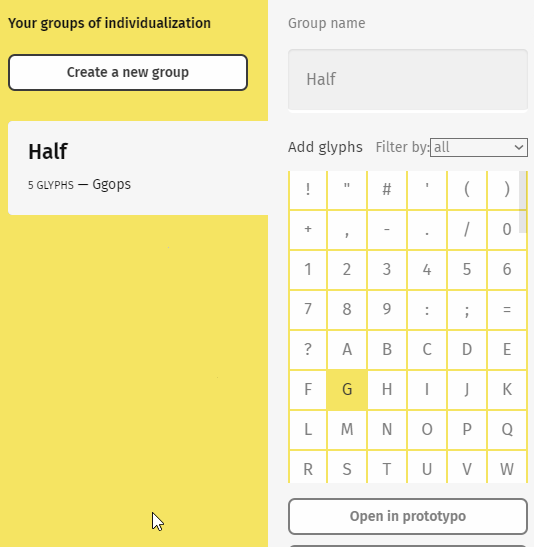 Your groups of individualization
Create a new group
Half
5 GLYPHS — Ggops
Group name
Half
Add glyphs Filter by: all
! " # ' ( )
+ , - . / 0
1 2 3 4 5 6
7 8 9 : ; =
? A B C D E
F G H I J K
L M N O P Q
R S T U V W
Open in prototypo